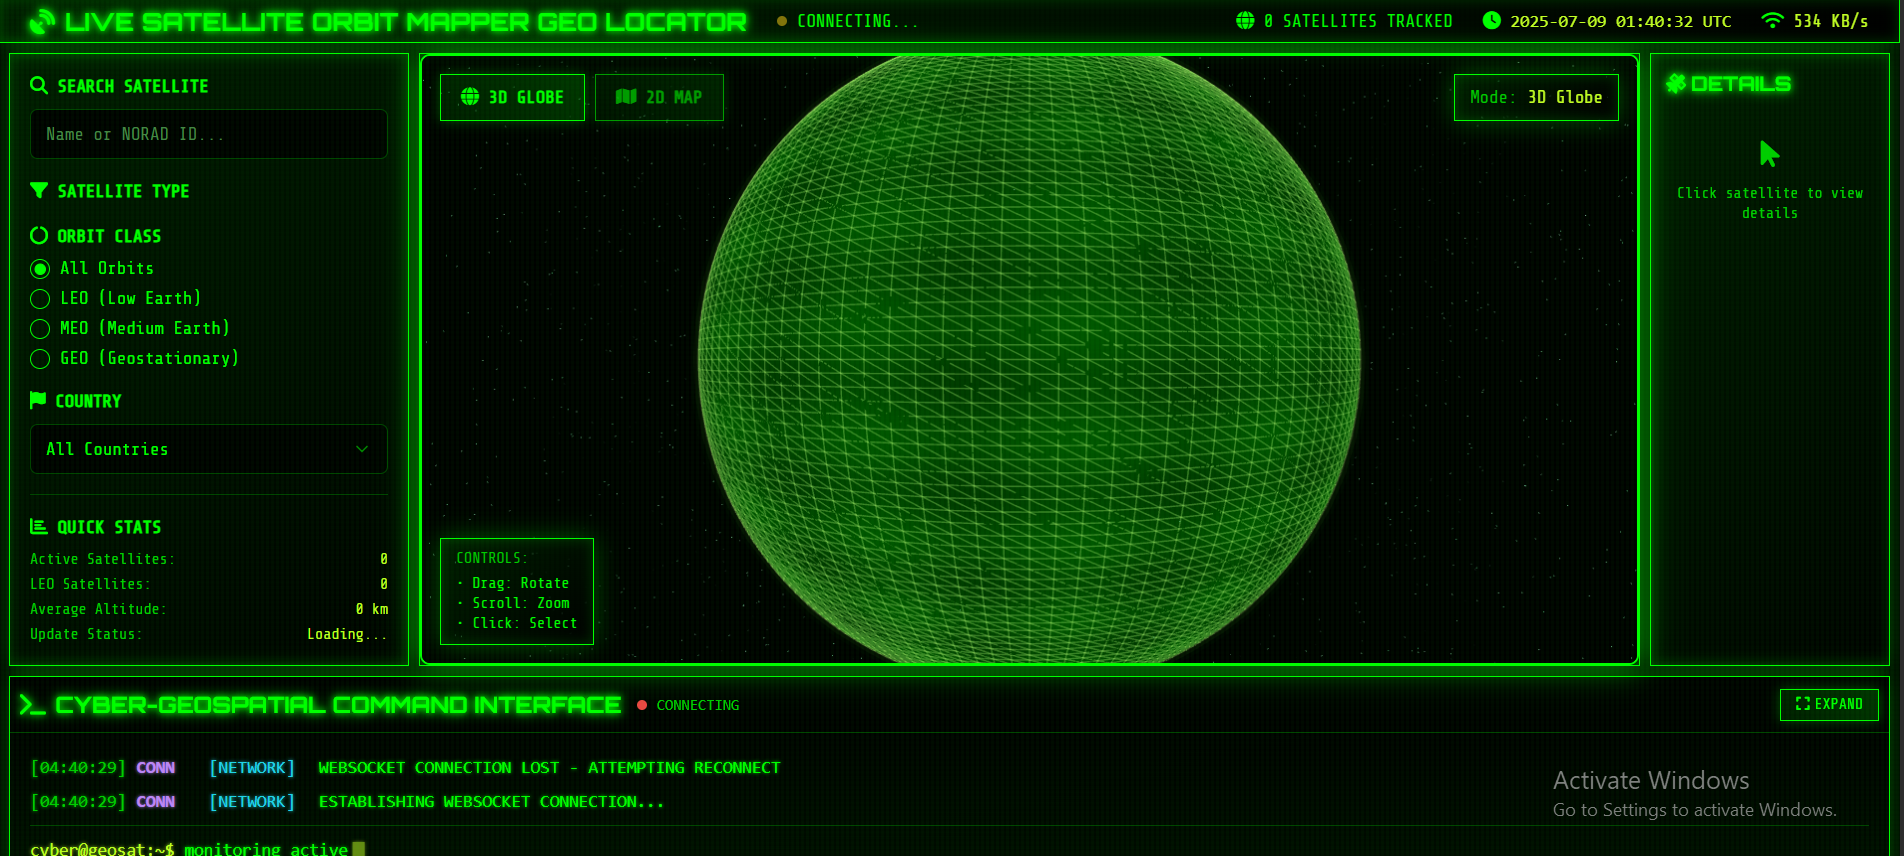 LIVE SATELLITE ORBIT MAPPER GEO LOCATOR
CONNECTING...
0 SATELLITES TRACKED
2025-07-09 01:40:32 UTC
534 KB/s
SEARCH SATELLITE
Name or NORAD ID...
SATELLITE TYPE
ORBIT CLASS
All Orbits
LEO (Low Earth)
MEO (Medium Earth)
GEO (Geostationary)
COUNTRY
All Countries
QUICK STATS
Active Satellites: 0
LEO Satellites: 0
Average Altitude: 0 km
Update Status: Loading...
3D GLOBE
2D MAP
Mode: 3D Globe
CONTROLS:
· Drag: Rotate
· Scroll: Zoom
· Click: Select
DETAILS
Click satellite to view
details
CYBER-GEOSPATIAL COMMAND INTERFACE
CONNECTING
EXPAND
[04:40:29] CONN [NETWORK] WEBSOCKET CONNECTION LOST - ATTEMPTING RECONNECT
[04:40:29] CONN [NETWORK] ESTABLISHING WEBSOCKET CONNECTION...
cyber@geosat:~$ monitoring active
Activate Windows
Go to Settings to activate Windows.